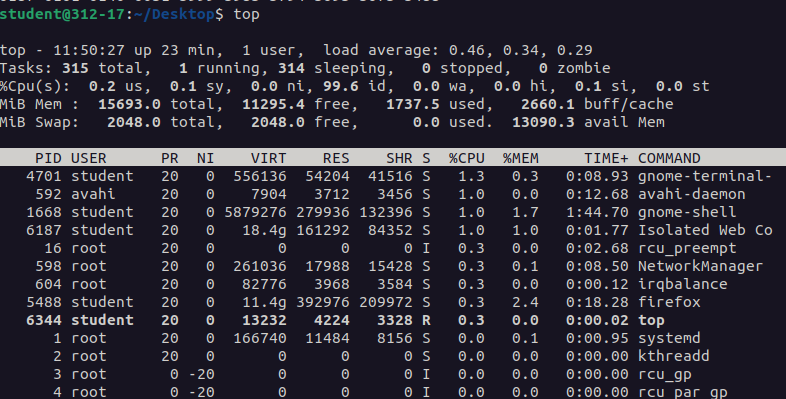 student@312-17:~/Desktop$ top
top - 11:50:27 up 23 min,  1 user,  load average: 0.46, 0.34, 0.29
Tasks: 315 total,   1 running, 314 sleeping,   0 stopped,   0 zombie
%Cpu(s):  0.2 us,  0.1 sy,  0.0 ni, 99.6 id,  0.0 wa,  0.0 hi,  0.1 si,  0.0 st
MiB Mem :  15693.0 total,  11295.4 free,   1737.5 used,   2660.1 buff/cache
MiB Swap:   2048.0 total,   2048.0 free,      0.0 used.  13090.3 avail Mem
PID USER      PR  NI    VIRT    RES    SHR S  %CPU  %MEM     TIME+ COMMAND
4701 student   20   0  556136  54204  41516 S   1.3   0.3   0:08.93 gnome-terminal-
592 avahi     20   0    7904   3712   3456 S   1.0   0.0   0:12.68 avahi-daemon
1668 student   20   0 5879276 279936 132396 S   1.0   1.7   1:44.70 gnome-shell
6187 student   20   0   18.4g 161292  84352 S   1.0   1.0   0:01.77 Isolated Web Co
16 root      20   0       0      0      0 I   0.3   0.0   0:02.68 rcu_preempt
598 root      20   0  261036  17988  15428 S   0.3   0.1   0:08.50 NetworkManager
604 root      20   0   82776   3968   3584 S   0.3   0.0   0:00.12 irqbalance
5488 student   20   0   11.4g 392976 209972 S   0.3   2.4   0:18.28 firefox
6344 student   20   0   13232   4224   3328 R   0.3   0.0   0:00.02 top
1 root      20   0  166740  11484   8156 S   0.0   0.1   0:00.95 systemd
2 root      20   0       0      0      0 S   0.0   0.0   0:00.00 kthreadd
3 root       0 -20       0      0      0 I   0.0   0.0   0:00.00 rcu_gp
4 root       0 -20       0      0      0 I   0.0   0.0   0:00.00 rcu_par_gp